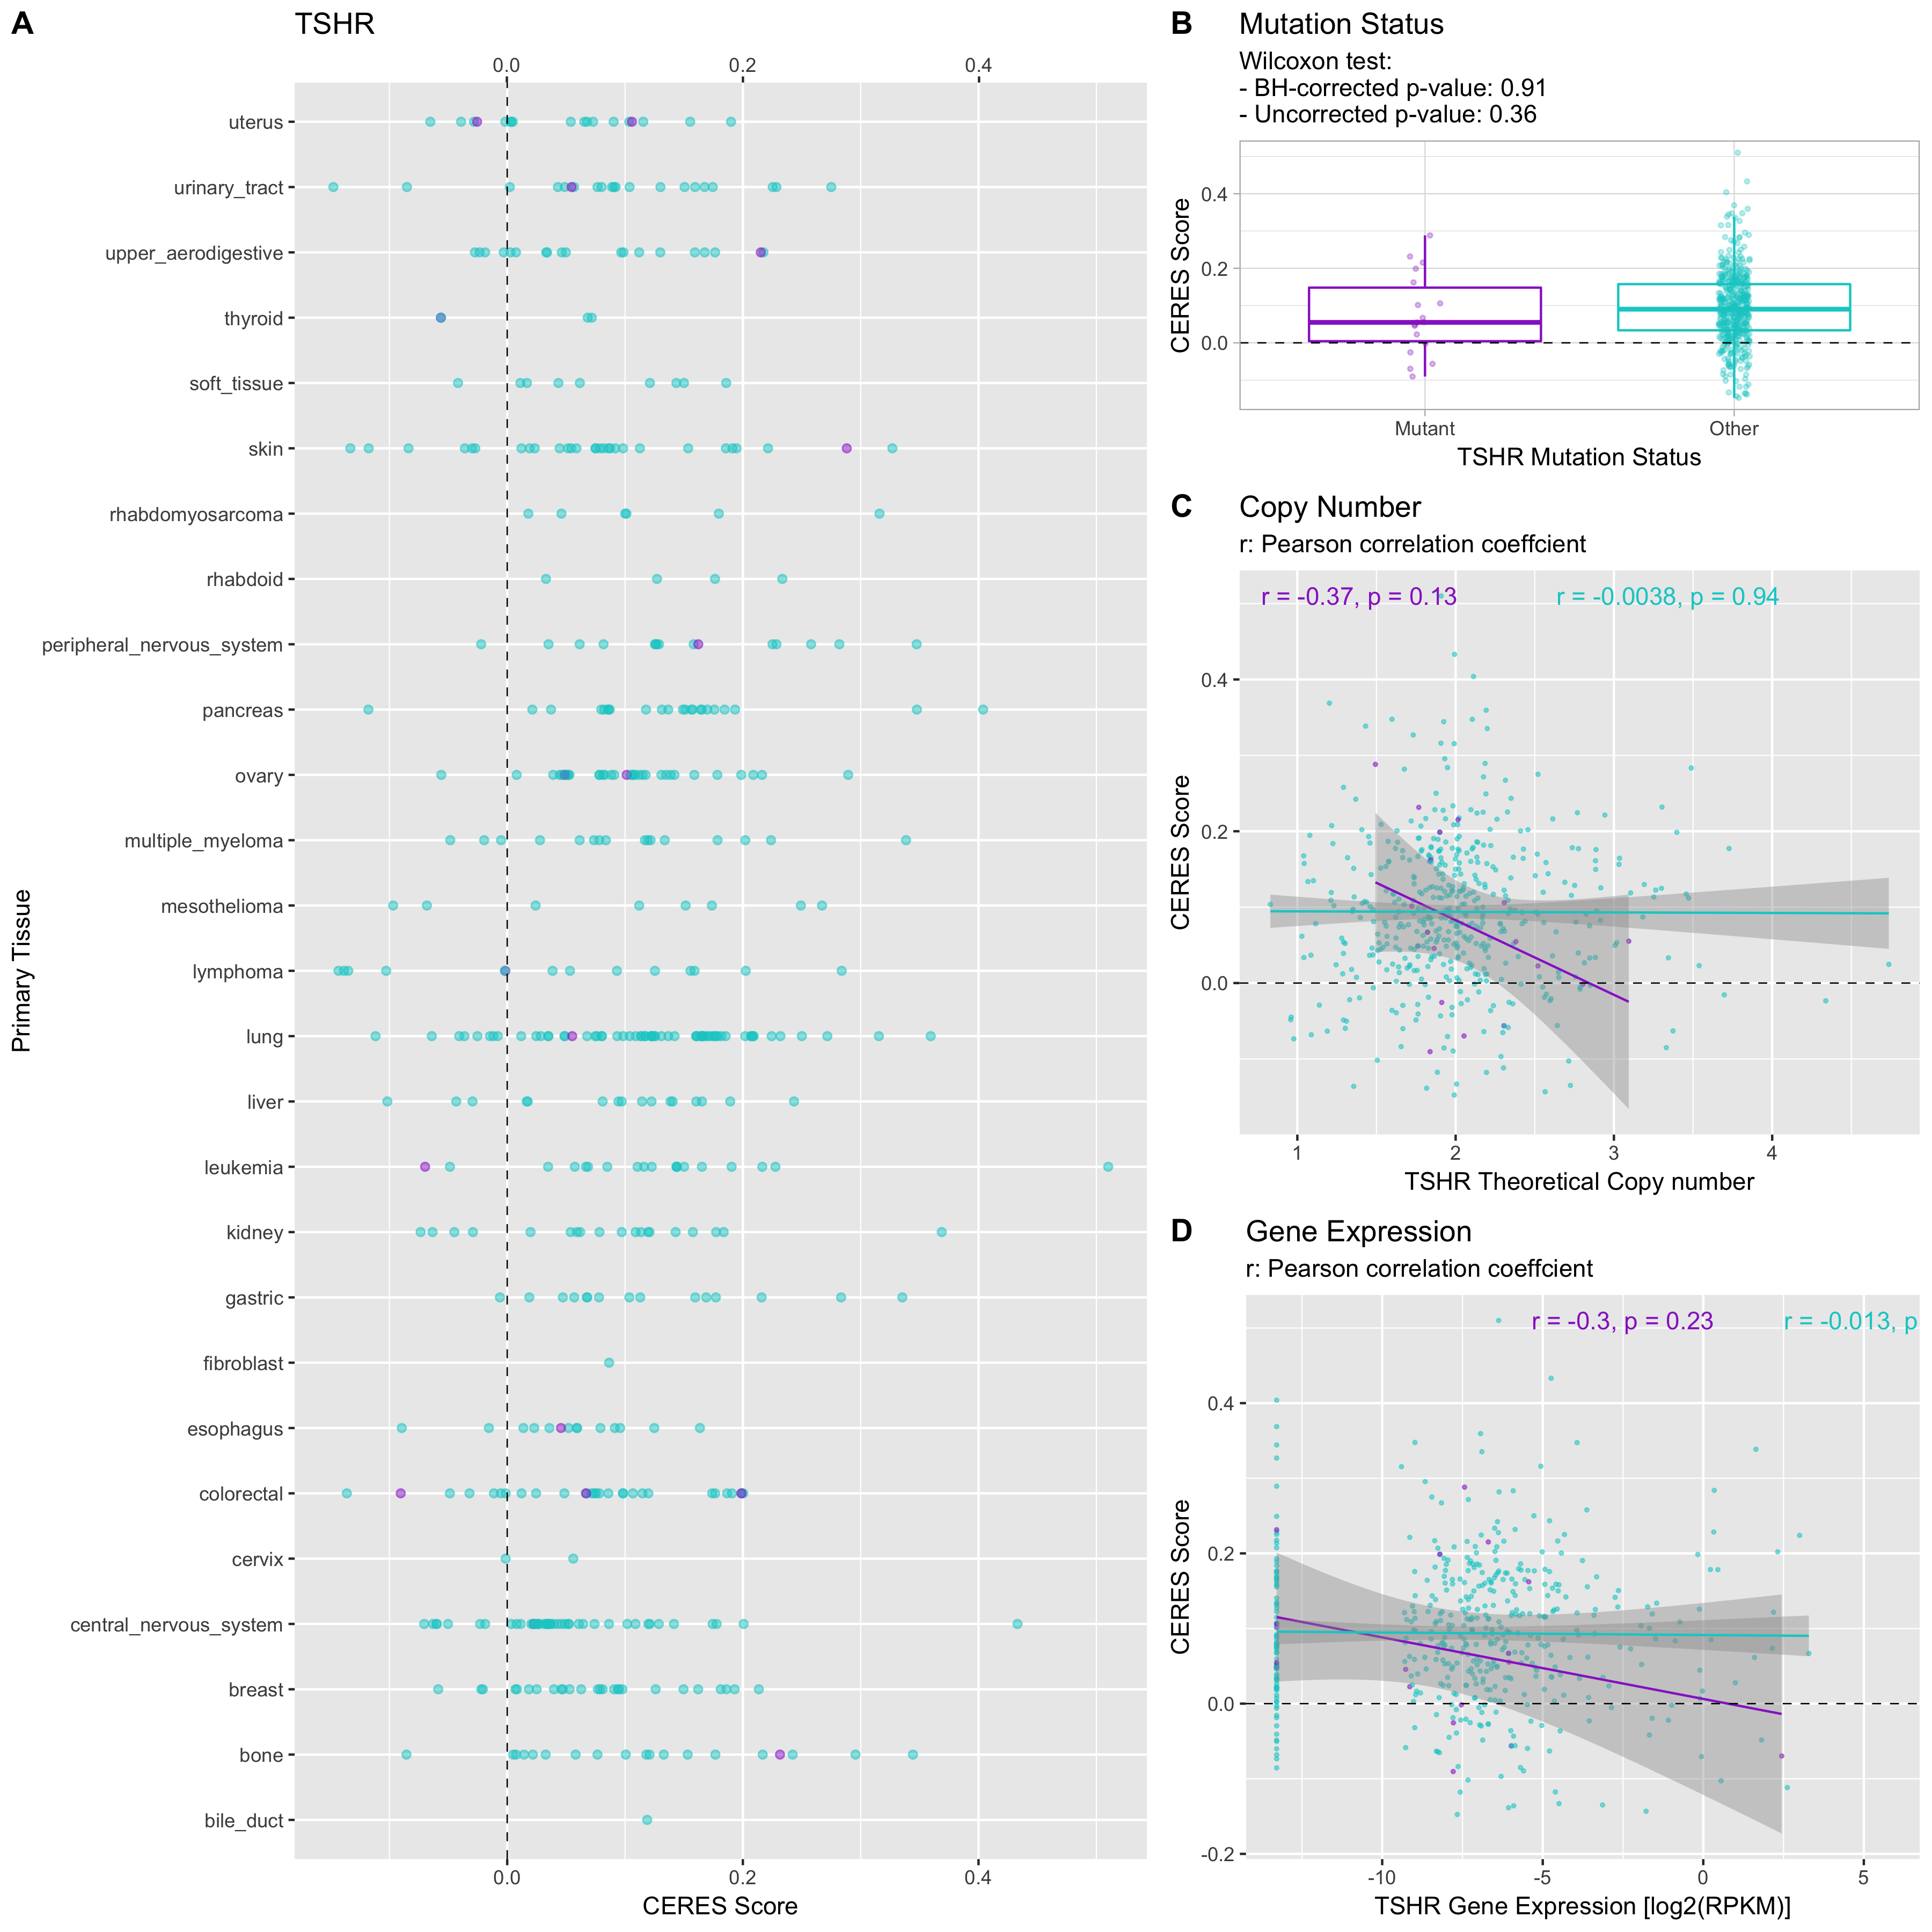 A
TSHR
0.0 0.2 0.4
uterus
urinary_tract
upper_aerodigestive
thyroid
soft_tissue
skin
rhabdomyosarcoma
rhabdoid
peripheral_nervous_system
pancreas
ovary
multiple_myeloma
mesothelioma
lymphoma
lung
liver
leukemia
kidney
gastric
fibroblast
esophagus
colorectal
cervix
central_nervous_system
breast
bone
bile_duct
Primary Tissue
0.0 0.2 0.4
CERES Score
B
Mutation Status
Wilcoxon test:
- BH-corrected p-value: 0.91
- Uncorrected p-value: 0.36
CERES Score
0.4
0.2
0.0
Mutant Other
TSHR Mutation Status
C
Copy Number
r: Pearson correlation coeffcient
r = -0.37, p = 0.13 r = -0.0038, p = 0.94
CERES Score
0.4
0.2
0.0
1 2 3 4
TSHR Theoretical Copy number
D
Gene Expression
r: Pearson correlation coeffcient
r = -0.3, p = 0.23 r = -0.013, p
CERES Score
0.4
0.2
0.0
-0.2
-10 -5 0 5
TSHR Gene Expression [log2(RPKM)]